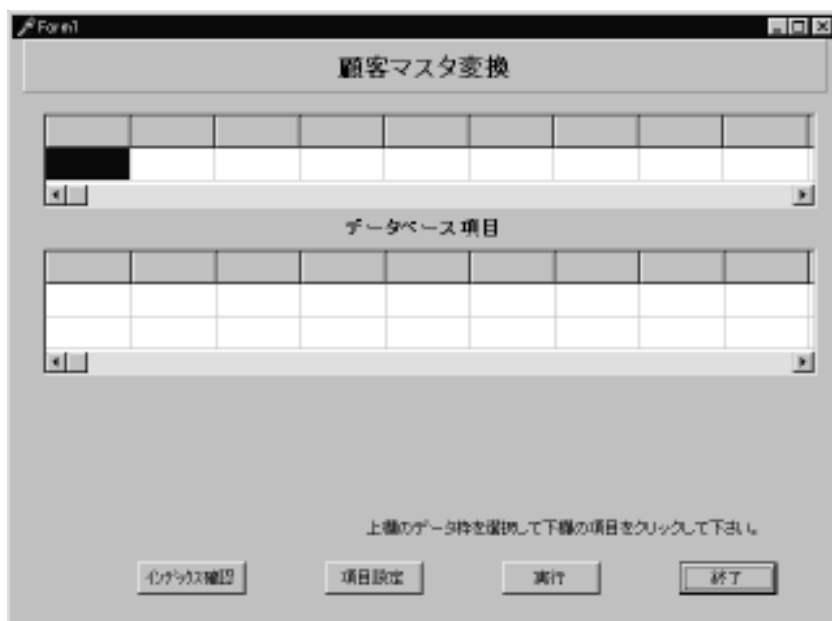 Form1
顧客マスタ変換
データベース項目
上欄のデータ枠を選択して下欄の項目をクリックして下さい。
インデックス確認 項目設定 実行 終了